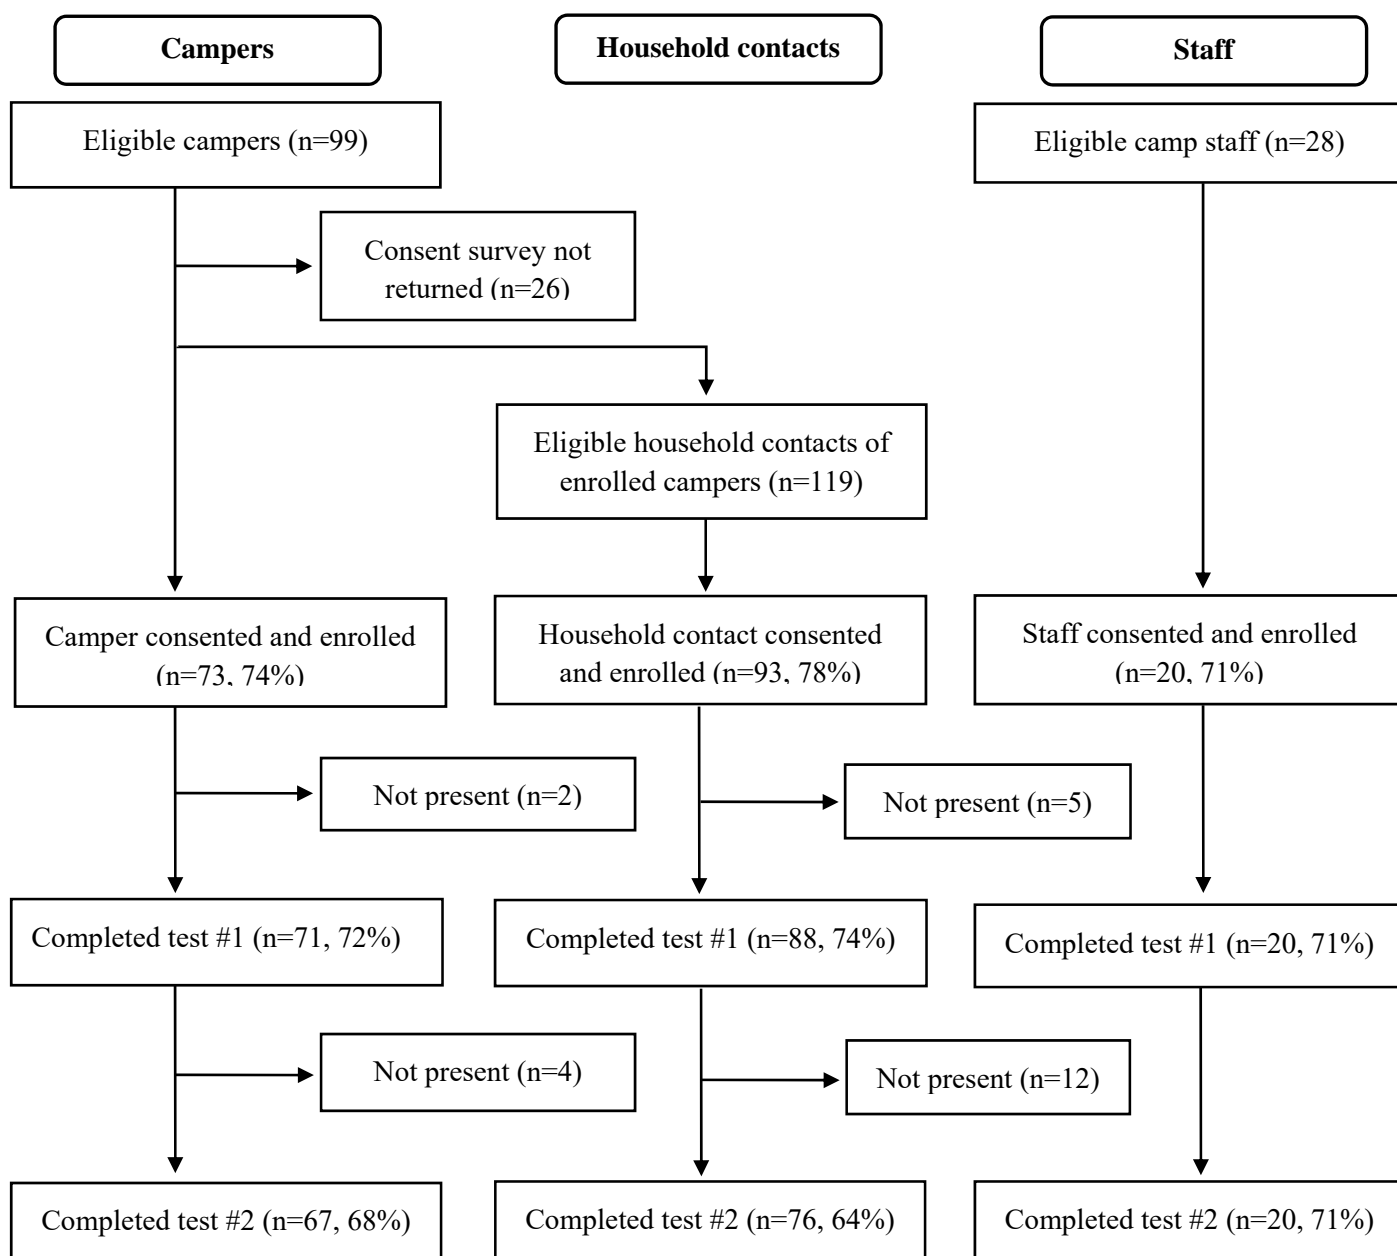 Campers
Household contacts
Staff
Eligible campers (n=99)
Eligible camp staff (n=28)
Consent survey not
returned (n=26)
Eligible household contacts of
enrolled campers (n=119)
Camper consented and enrolled
(n=73, 74%)
Household contact consented
and enrolled (n=93, 78%)
Staff consented and enrolled
(n=20, 71%)
Not present (n=2)
Not present (n=5)
Completed test #1 (n=71, 72%)
Completed test #1 (n=88, 74%)
Completed test #1 (n=20, 71%)
Not present (n=4)
Not present (n=12)
Completed test #2 (n=67, 68%)
Completed test #2 (n=76, 64%)
Completed test #2 (n=20, 71%)